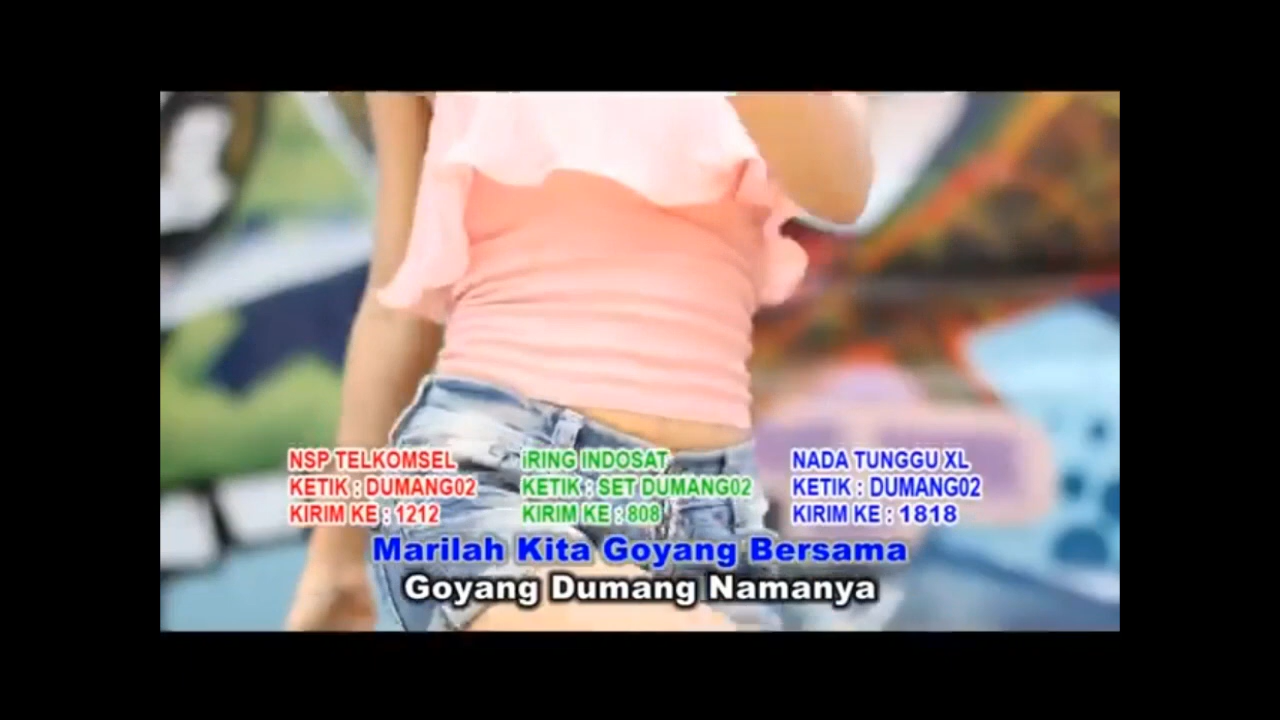 NSP TELKOMSEL
KETIK : DUMANG02
KIRIM KE : 1212
iRING INDOSAT
KETIK : SET DUMANG02
KIRIM KE : 808
NADA TUNGGU XL
KETIK : DUMANG02
KIRIM KE : 1818
Marilah Kita Goyang Bersama
Goyang Dumang Namanya